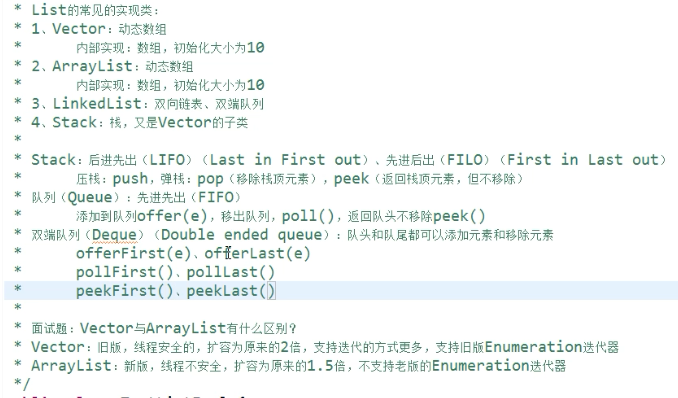 * List的常见的实现类：
* 1、Vector：动态数组
* 内部实现：数组，初始化大小为10
* 2、ArrayList：动态数组
* 内部实现：数组，初始化大小为10
* 3、LinkedList：双向链表、双端队列
* 4、Stack：栈，又是Vector的子类
*
* Stack：后进先出（LIFO）（Last in First out）、先进后出（FILO）（First in Last out）
* 压栈：push，弹栈：pop（移除栈顶元素），peek（返回栈顶元素，但不移除）
* 队列（Queue）：先进先出（FIFO）
* 添加到队列offer(e)，移出队列，poll()，返回队头不移除peek()
* 双端队列（Deque）（Double ended queue）：队头和队尾都可以添加元素和移除元素
* offerFirst(e)、offerLast(e)
* pollFirst()、pollLast()
* peekFirst()、peekLast()
*
* 面试题：Vector与ArrayList有什么区别？
* Vector：旧版，线程安全的，扩容为原来的2倍，支持迭代的方式更多，支持旧版Enumeration迭代器
* ArrayList：新版，线程不安全，扩容为原来的1.5倍，不支持老版的Enumeration迭代器
*/